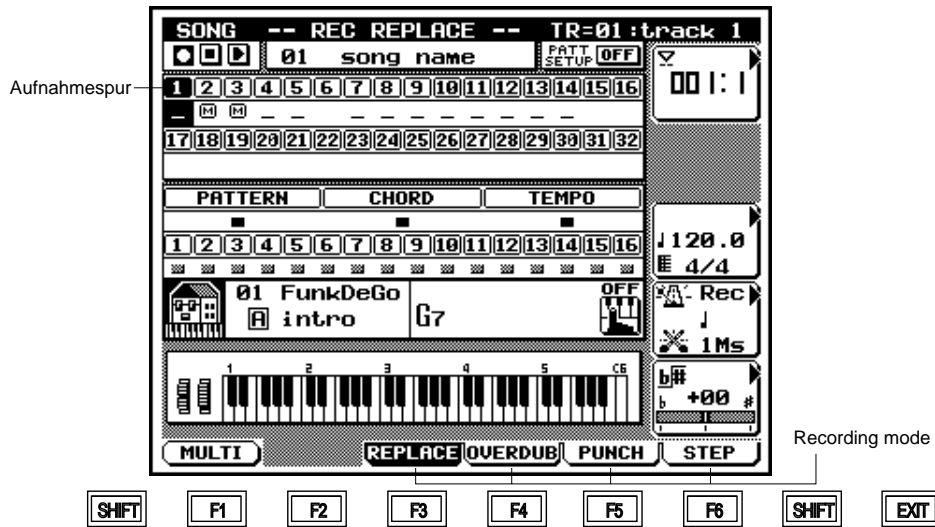 SONG -- REC REPLACE -- TR=01:track 1
01 song name PATT SETUP OFF
001:1
Aufnahmespur
1 2 3 4 5 6 7 8 9 10 11 12 13 14 15 16
M M
17 18 19 20 21 22 23 24 25 26 27 28 29 30 31 32
PATTERN CHORD TEMPO
1 2 3 4 5 6 7 8 9 10 11 12 13 14 15 16
♩120.0
4/4
01 FunkDeGo
A intro
G7
OFF
Rec
♩
1Ms
1 2 3 4 5 C6
b#
b +00 #
MULTI REPLACE OVERDUB PUNCH STEP
Recording mode
SHIFT F1 F2 F3 F4 F5 F6 SHIFT EXIT